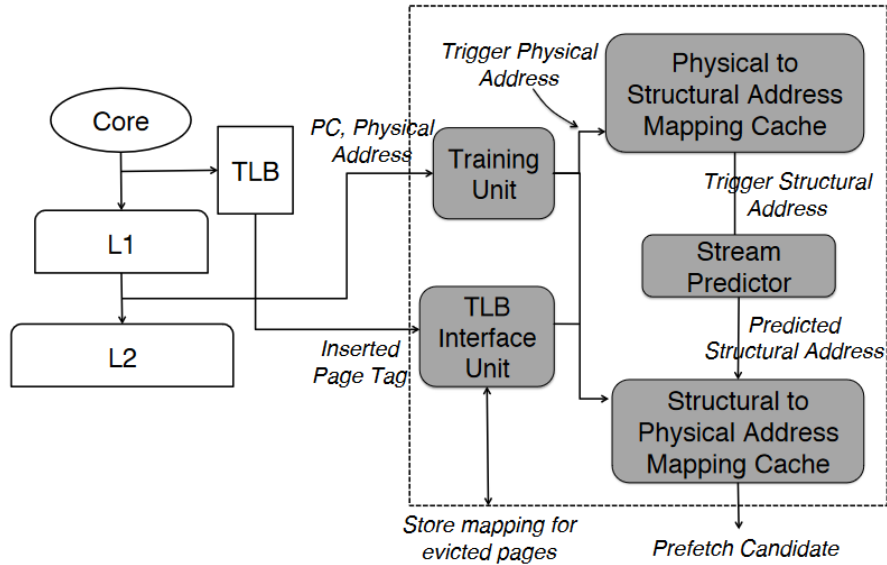 Core
TLB
L1
L2
PC, Physical
Address
Inserted
Page Tag
Training
Unit
TLB
Interface
Unit
Store mapping for
evicted pages
Trigger Physical
Address
Physical to
Structural Address
Mapping Cache
Trigger Structural
Address
Stream
Predictor
Predicted
Structural Address
Structural to
Physical Address
Mapping Cache
Prefetch Candidate